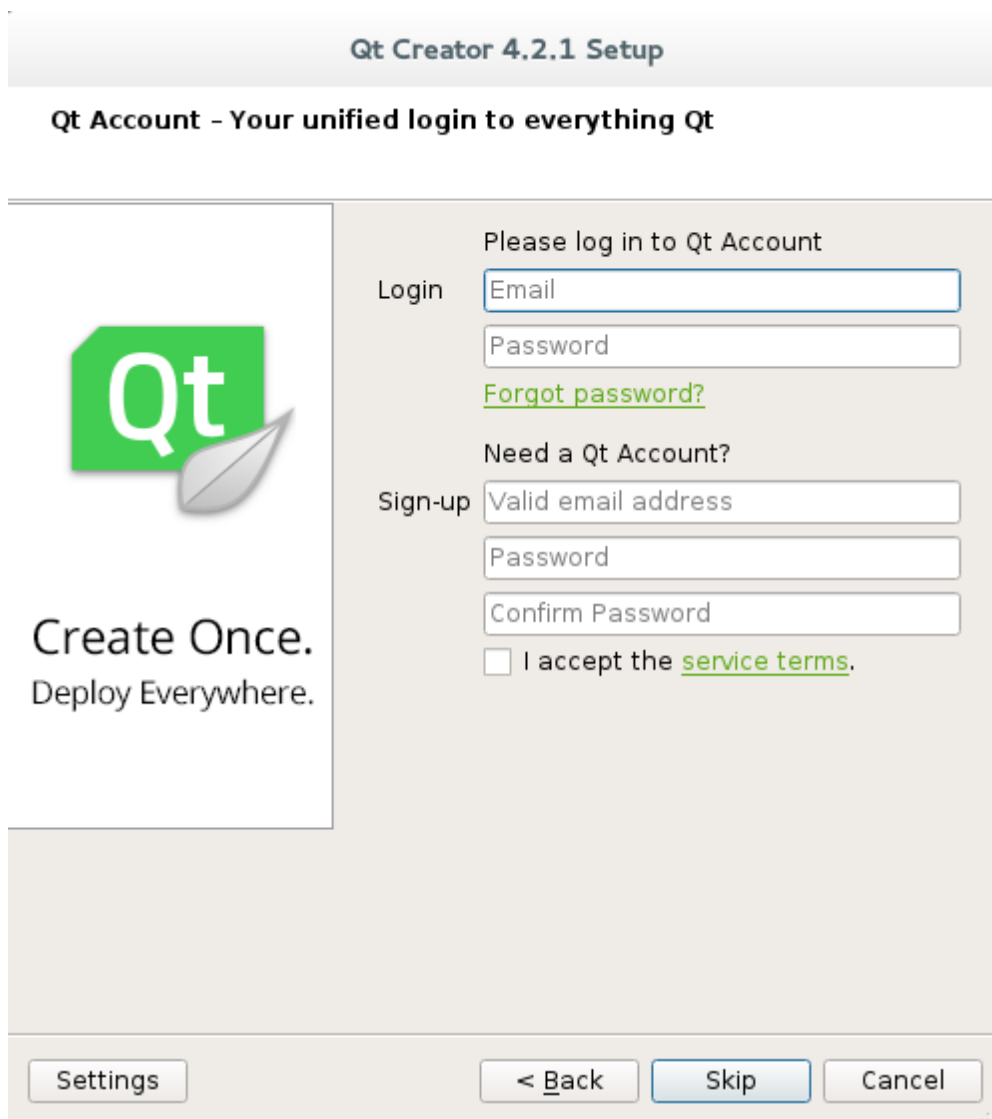 Qt Creator 4.2.1 Setup
Qt Account – Your unified login to everything Qt
Qt
Create Once.
Deploy Everywhere.
Please log in to Qt Account
Login Email
Password
Forgot password?
Need a Qt Account?
Sign-up Valid email address
Password
Confirm Password
I accept the service terms.
Settings < Back Skip Cancel